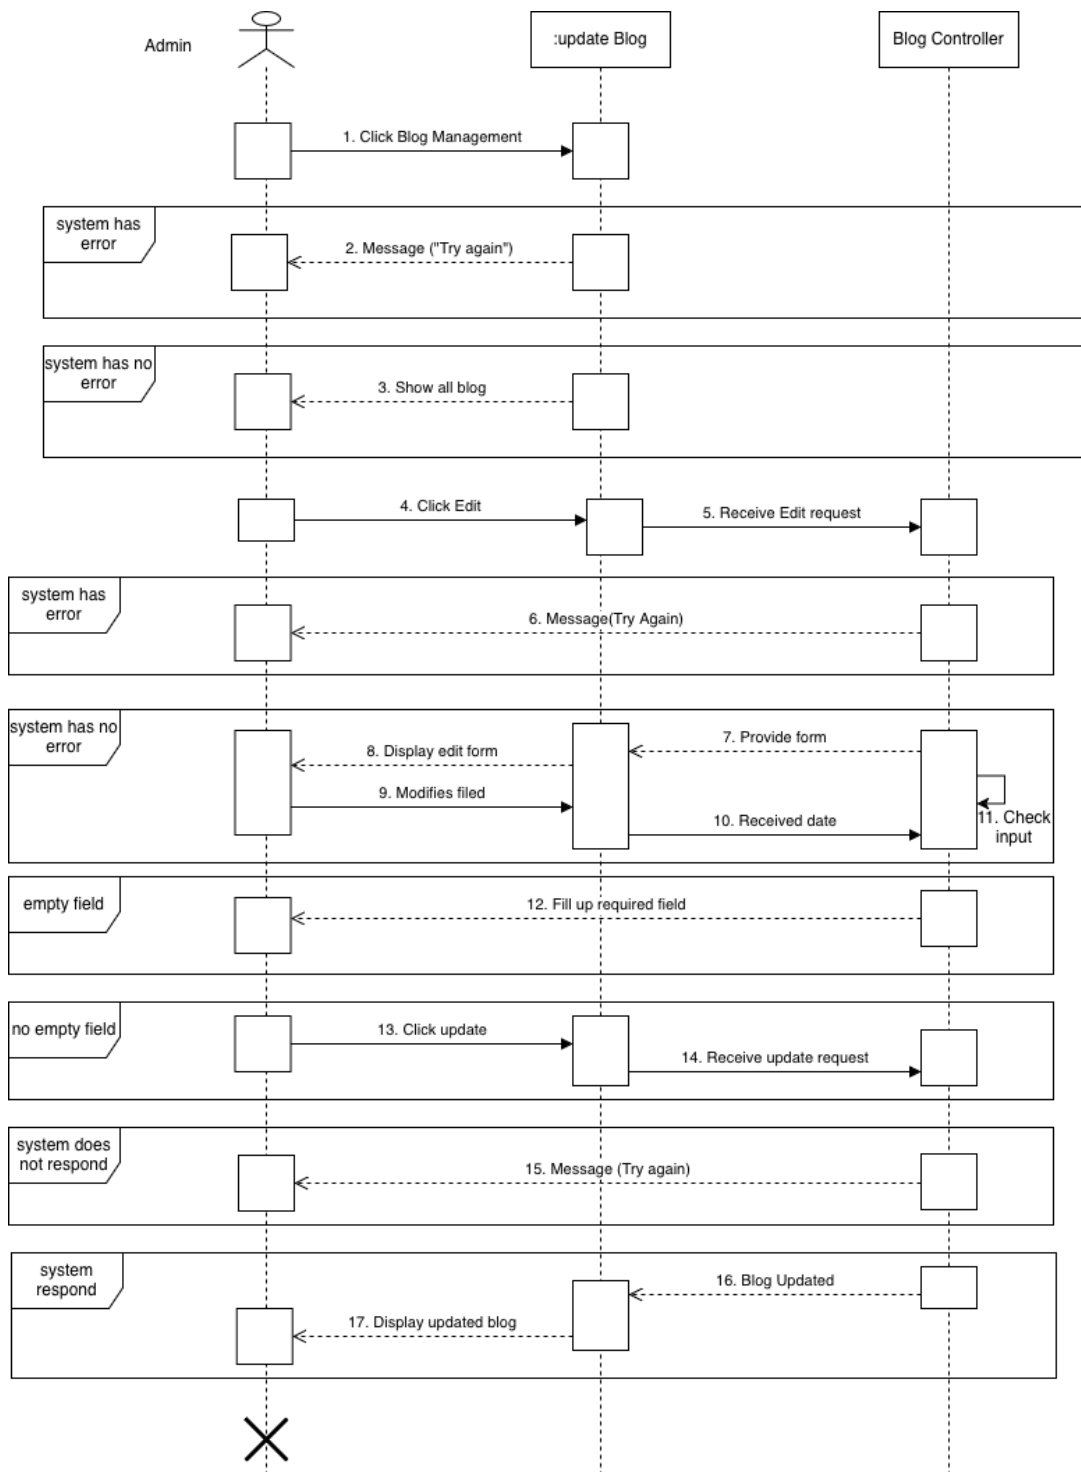 Admin
:update Blog
Blog Controller
1. Click Blog Management
system has
error
2. Message ("Try again")
system has no
error
3. Show all blog
4. Click Edit
5. Receive Edit request
system has
error
6. Message(Try Again)
system has no
error
7. Provide form
8. Display edit form
9. Modifies filed
10. Received date
11. Check
input
empty field
12. Fill up required field
no empty field
13. Click update
14. Receive update request
system does
not respond
15. Message (Try again)
system
respond
16. Blog Updated
17. Display updated blog